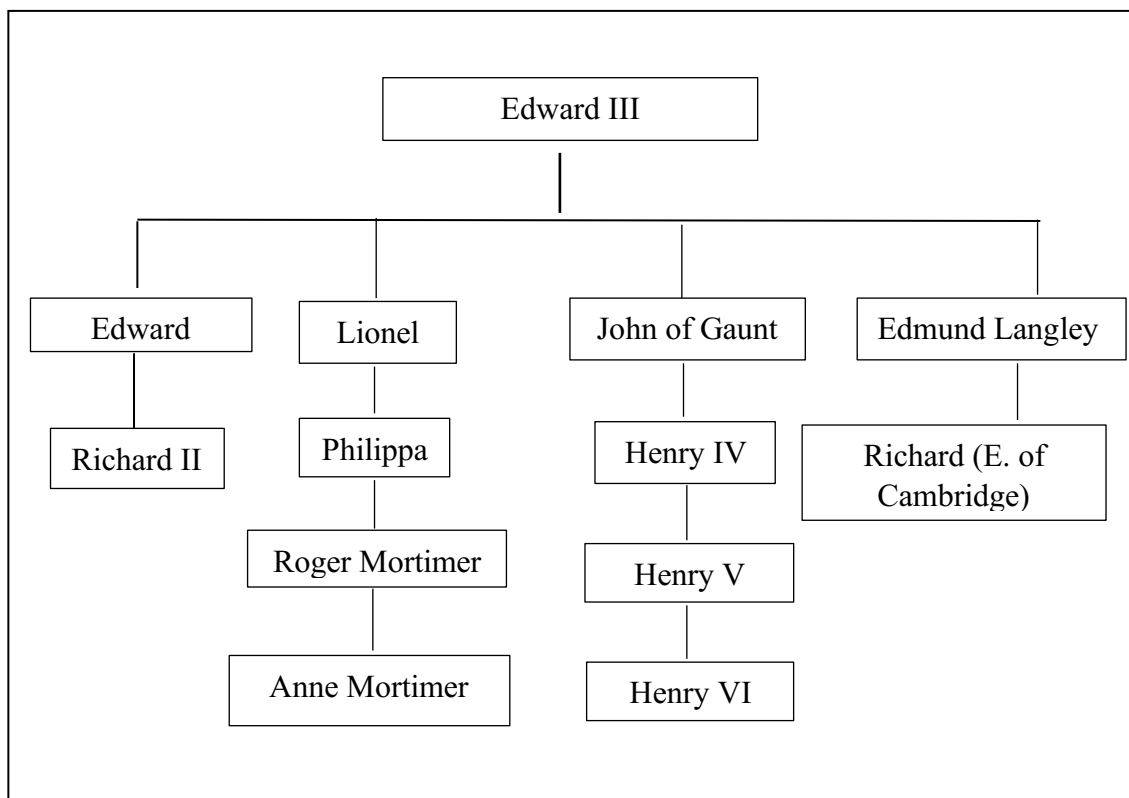 Edward III
Edward
Lionel
John of Gaunt
Edmund Langley
Richard II
Philippa
Henry IV
Richard (E. of
Cambridge)
Roger Mortimer
Henry V
Anne Mortimer
Henry VI